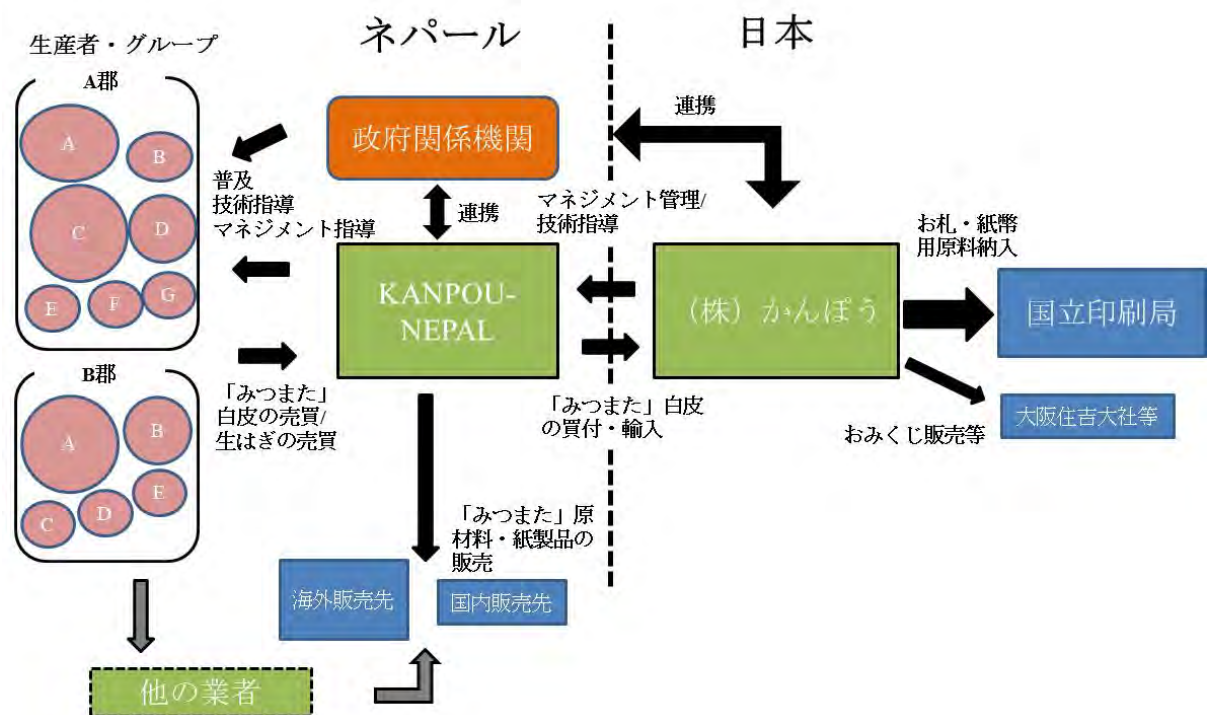 ネパール
日本
生産者・グループ
A郡
A
B
C
D
E
F
G
B郡
A
B
C
D
E
政府関係機関
連携
普及
技術指導
マネジメント指導
連携
マネジメント管理/
技術指導
KANPOU-
NEPAL
（株）かんぽう
お札・紙幣
用原料納入
国立印刷局
「みつまた」
白皮の売買/
生はぎの売買
「みつまた」白皮
の買付・輸入
おみくじ販売等
大阪住吉大社等
「みつまた」原
材料・紙製品の
販売
海外販売先
国内販売先
他の業者